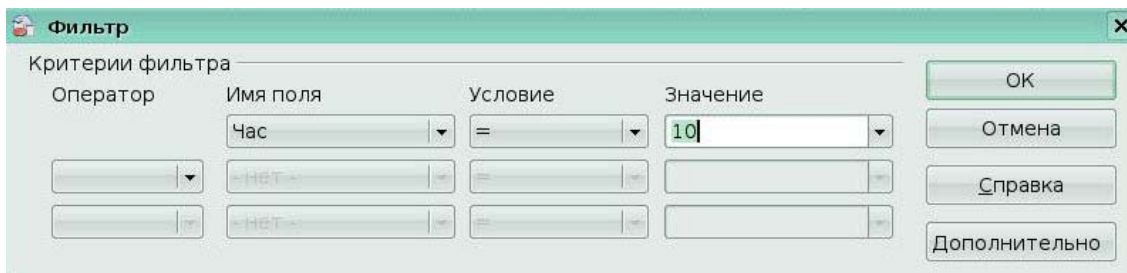 Фильтр
Критерии фильтра
Оператор Имя поля Условие Значение
Час = 10
- нет - =
- нет - =
OK
Отмена
Справка
Дополнительно